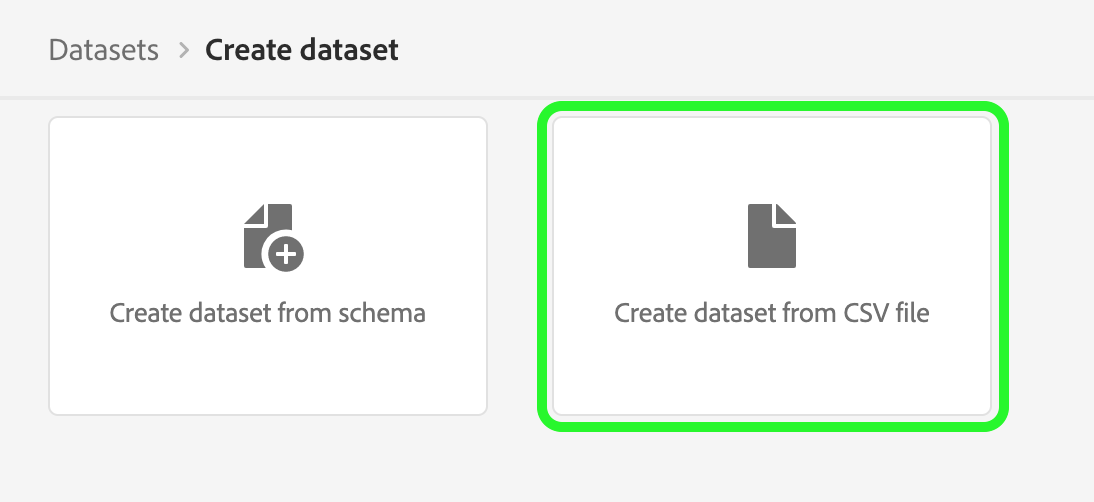 Datasets > Create dataset
Create dataset from schema
Create dataset from CSV file